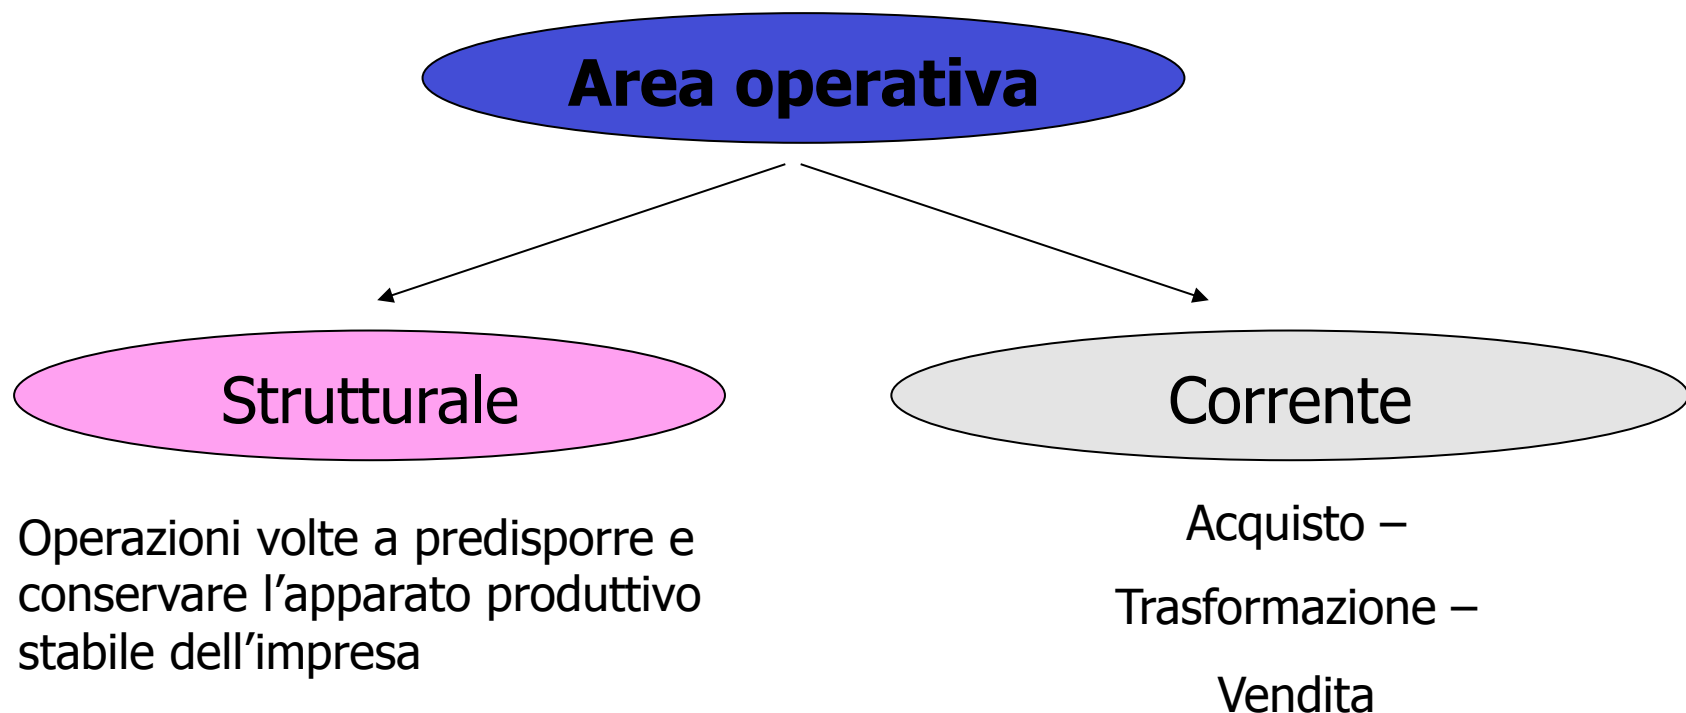 Area operativa
Strutturale
Corrente
Operazioni volte a predisporre e
conservare l’apparato produttivo
stabile dell’impresa
Acquisto –
Trasformazione –
Vendita